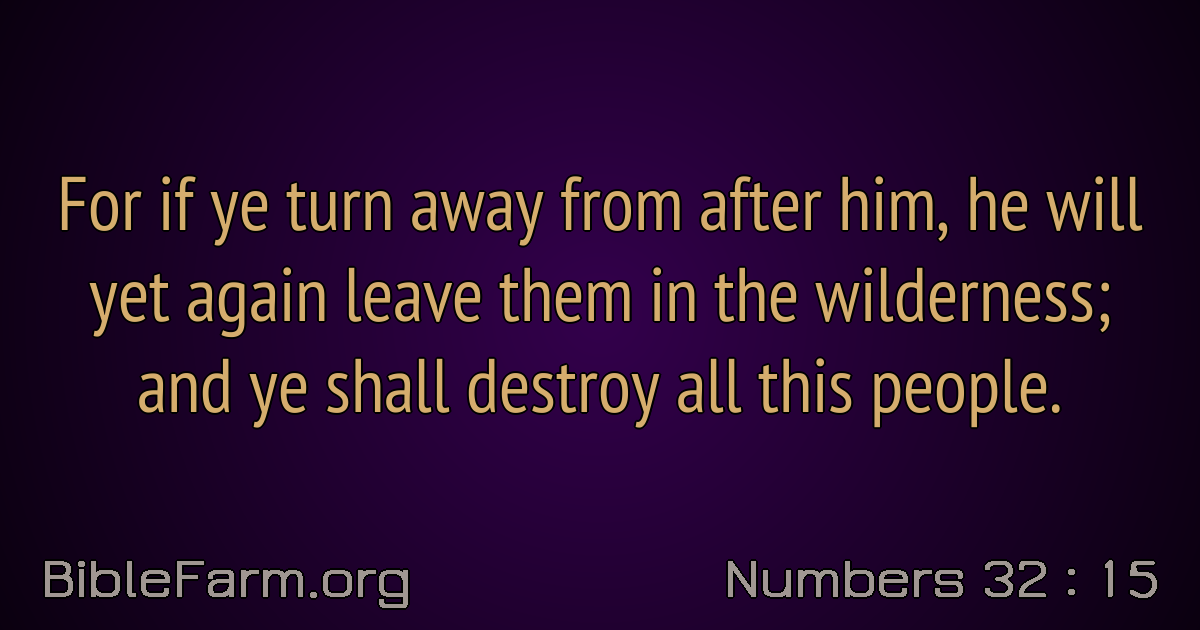 For if ye turn away from after him, he will
yet again leave them in the wilderness;
and ye shall destroy all this people.
BibleFarm.org
Numbers 32 : 15